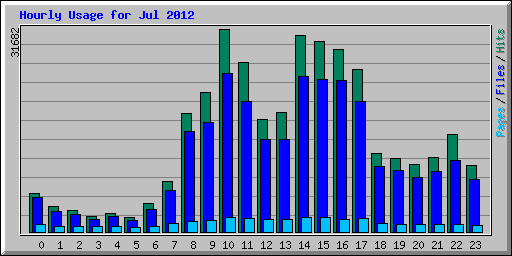 Hourly Usage for Jul 2012
31682
Pages/Files/Hits
0 1 2 3 4 5 6 7 8 9 10 11 12 13 14 15 16 17 18 19 20 21 22 23